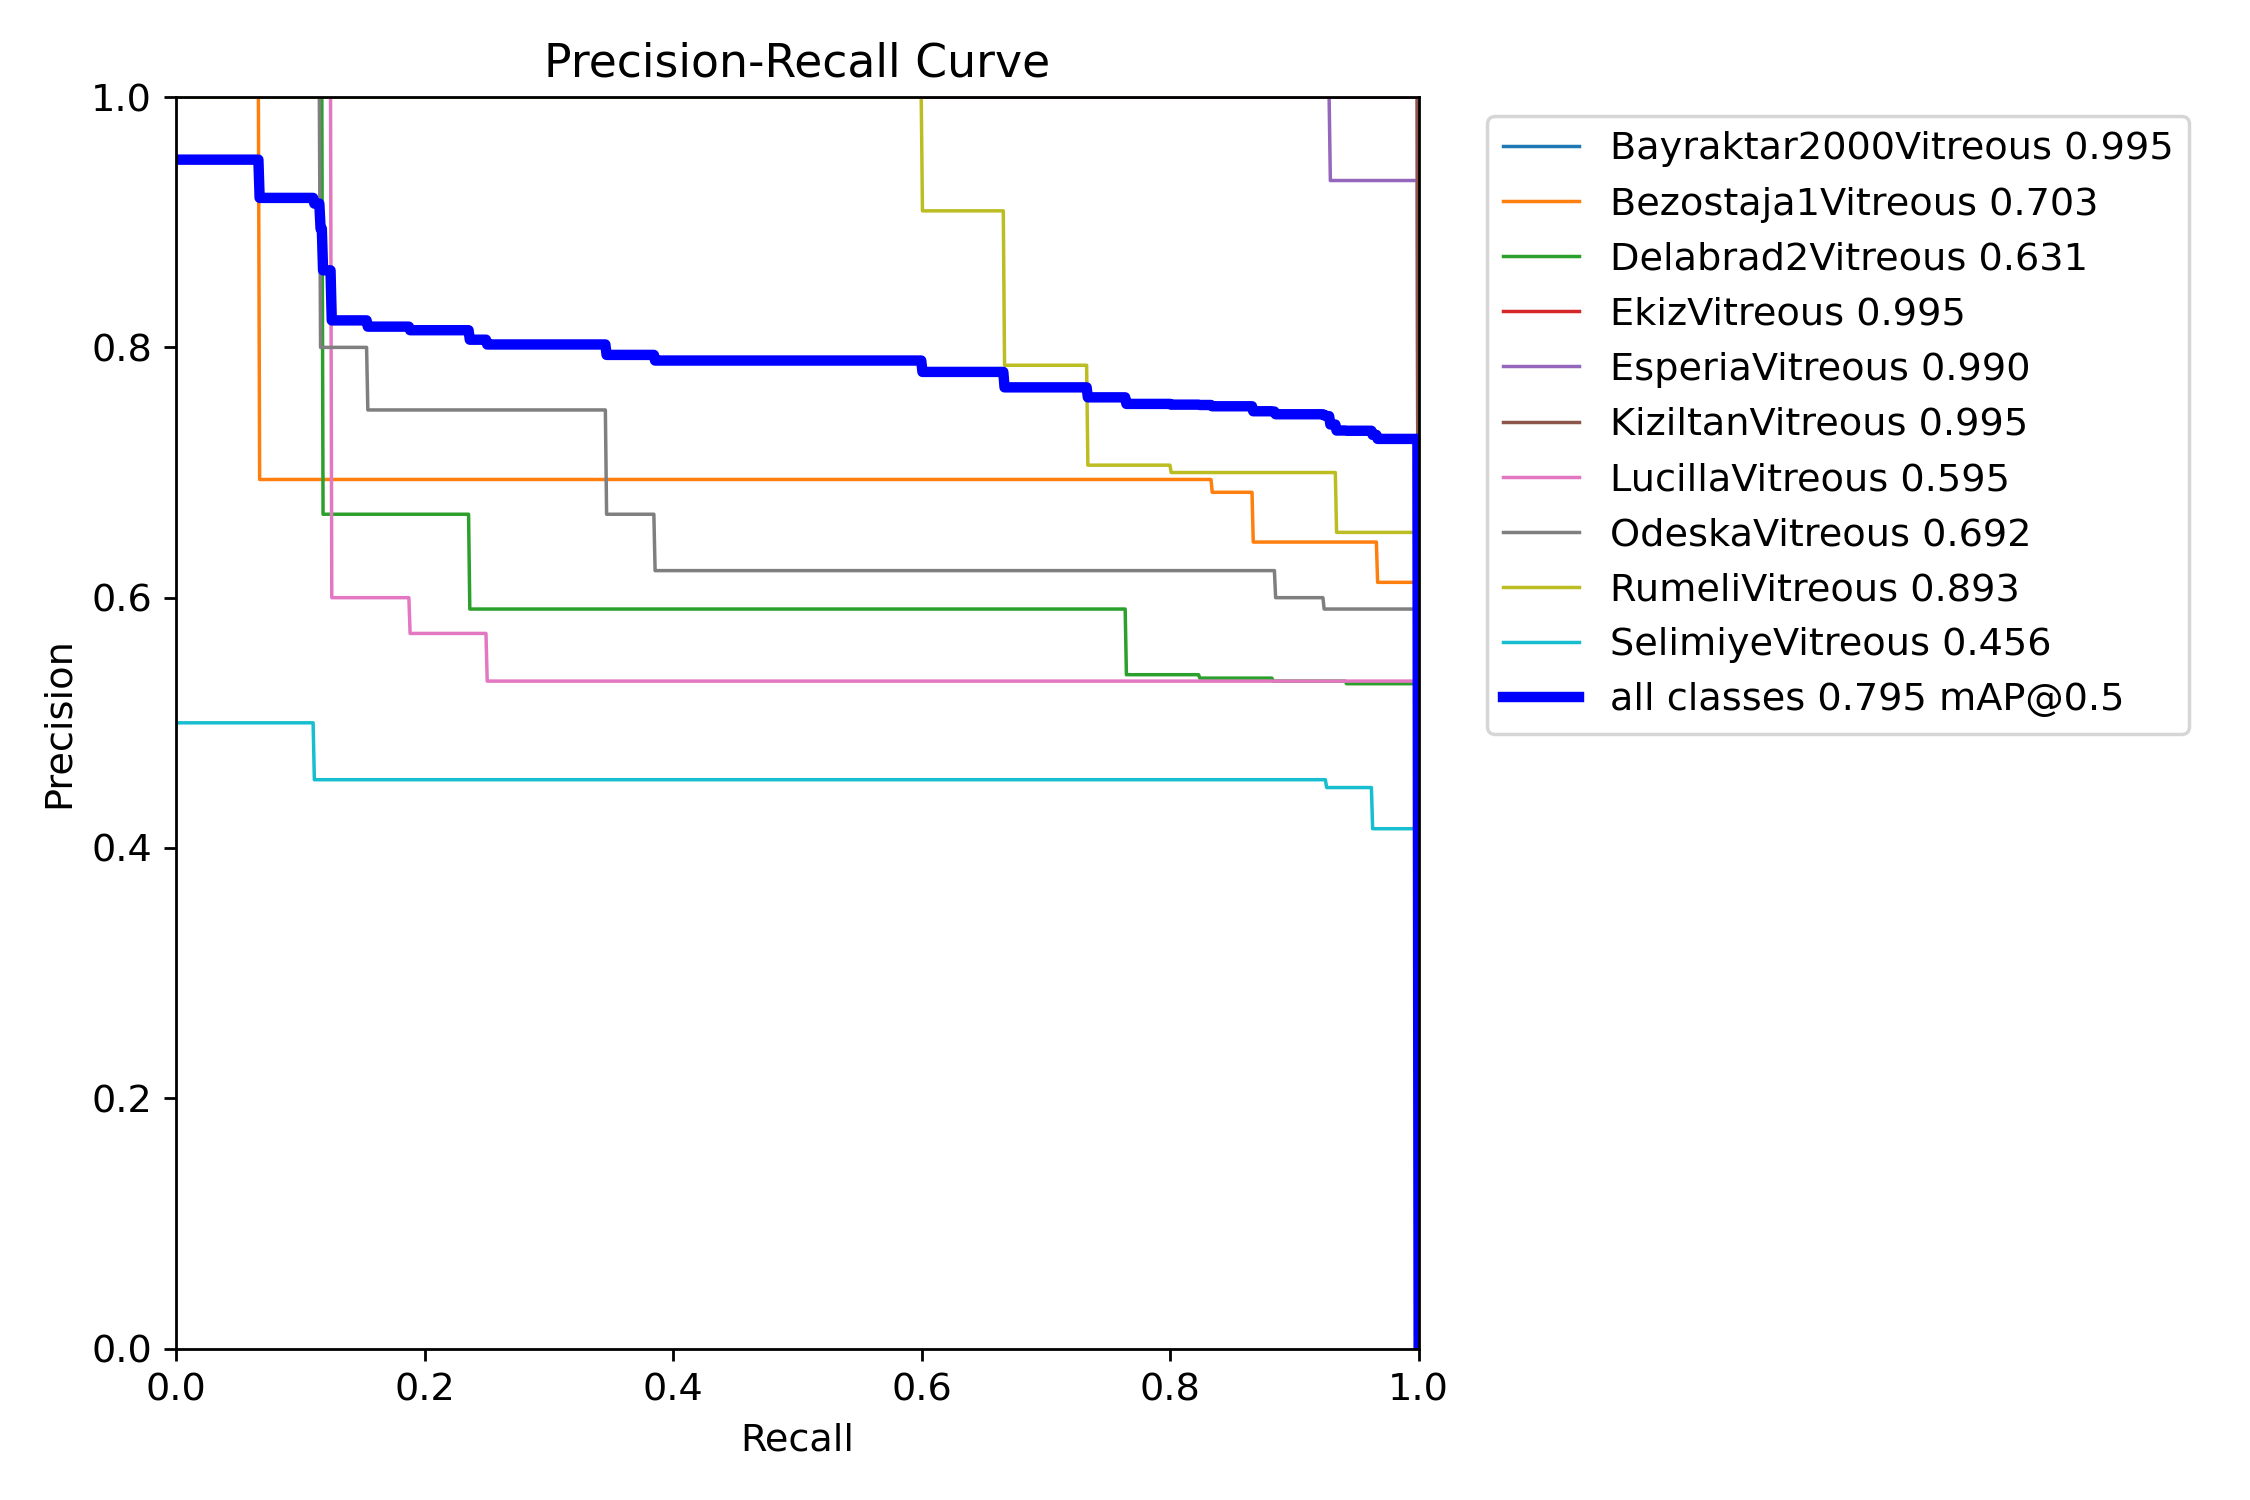 Precision-Recall Curve
1.0
0.8
0.6
0.4
0.2
0.0
Precision
0.0 0.2 0.4 0.6 0.8 1.0
Recall
Bayraktar2000Vitreous 0.995
Bezostaja1Vitreous 0.703
Delabrad2Vitreous 0.631
EkizVitreous 0.995
EsperiaVitreous 0.990
KiziltanVitreous 0.995
LucillaVitreous 0.595
OdeskaVitreous 0.692
RumeliVitreous 0.893
SelimiyeVitreous 0.456
all classes 0.795 mAP@0.5